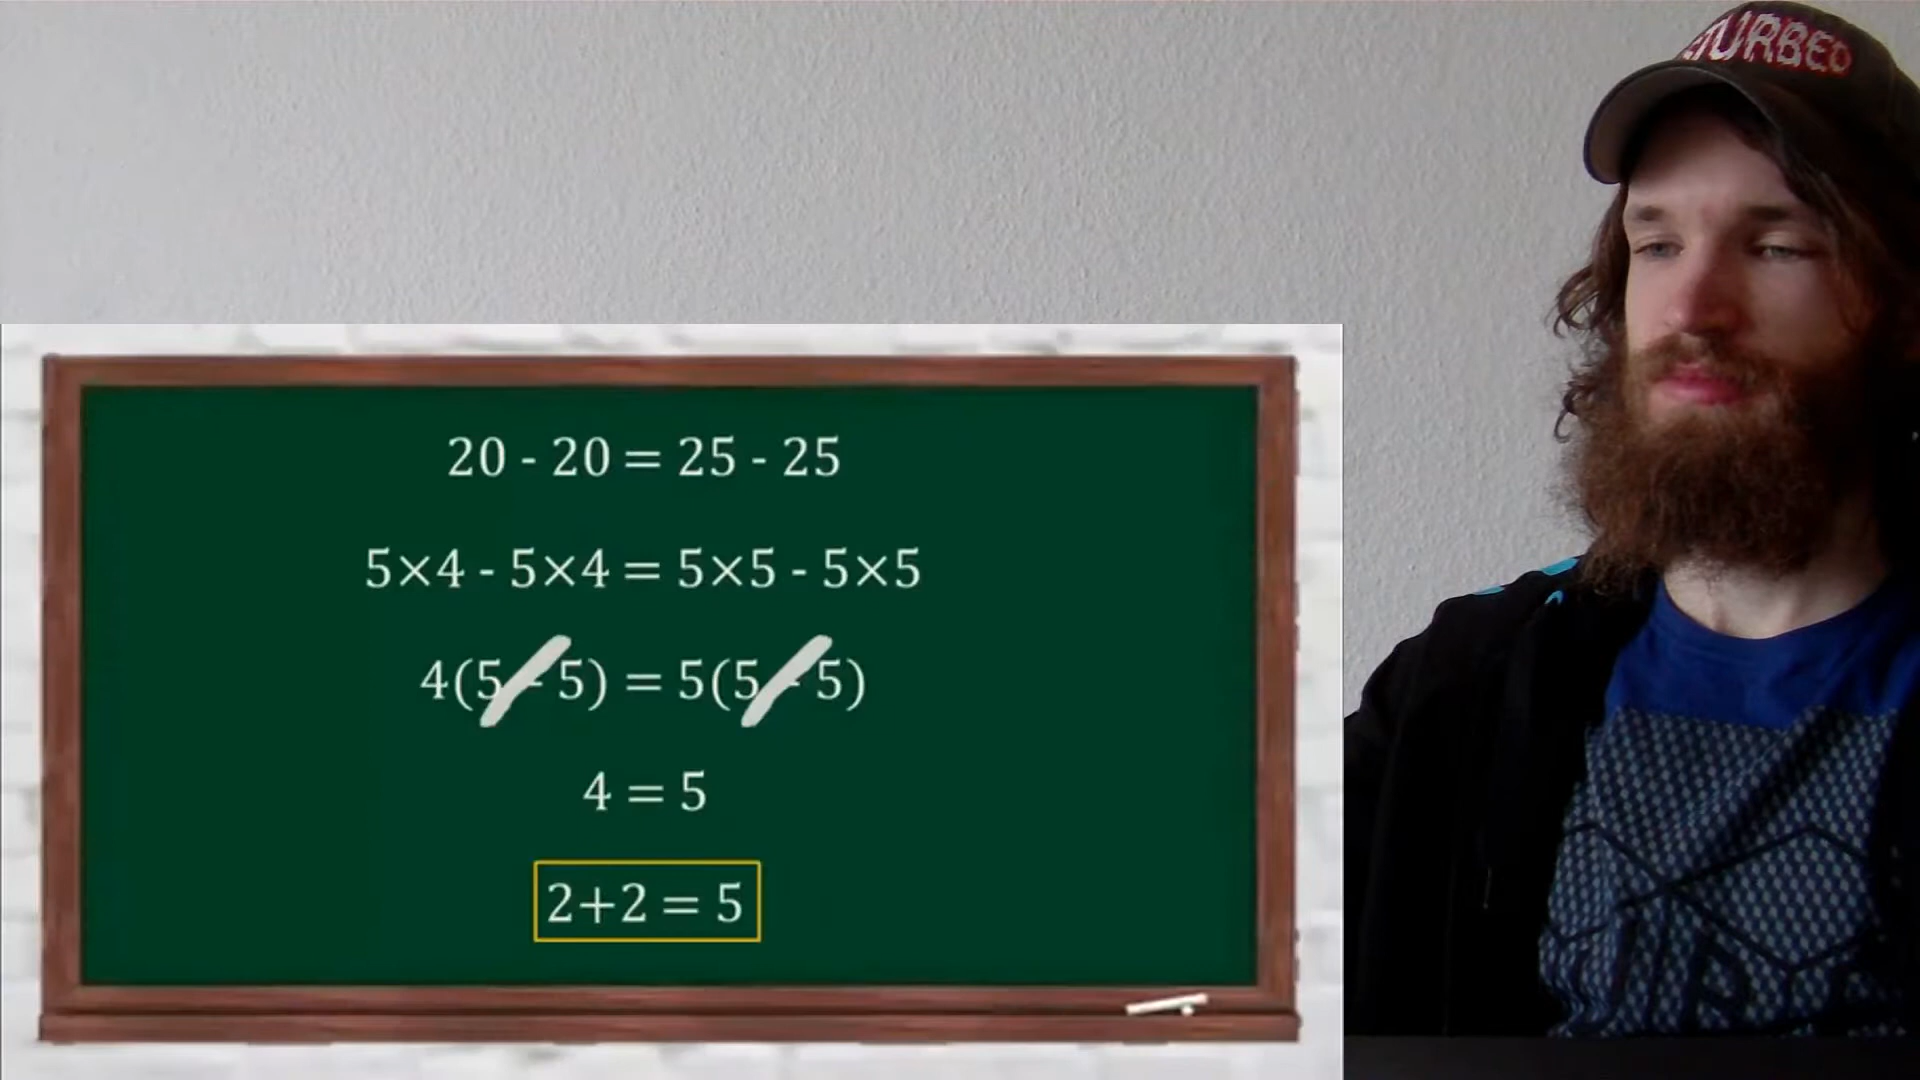 TURBED
20 - 20 = 25 - 25
5×4 - 5×4 = 5×5 - 5×5
4(5 - 5) = 5(5 - 5)
4 = 5
2+2 = 5